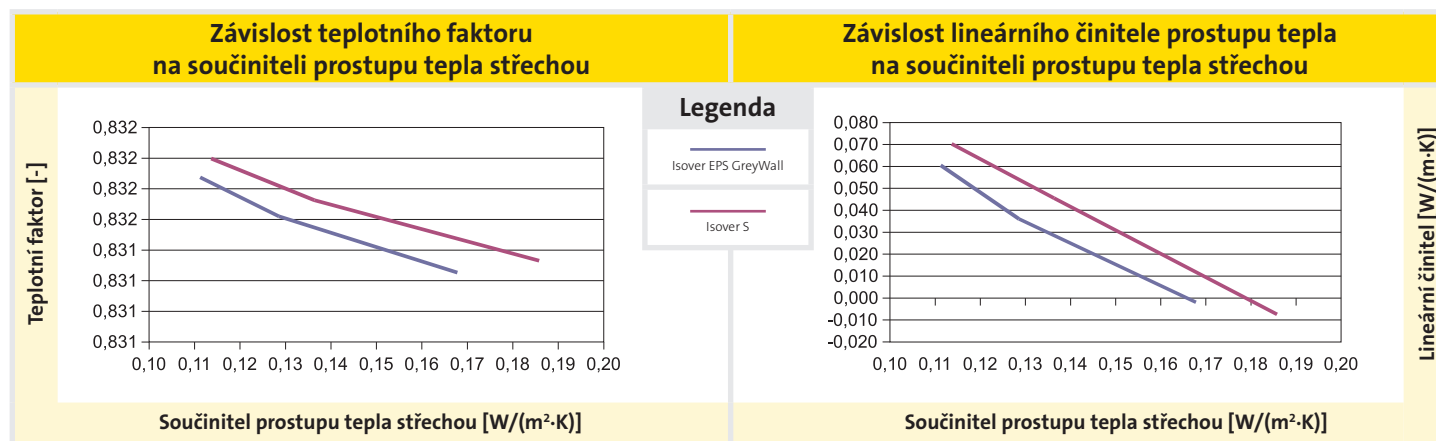 Závislost teplotního faktoru
na součiniteli prostupu tepla střechou
Teplotní faktor [-]
0,832
0,832
0,832
0,832
0,831
0,831
0,831
0,831
0,10 0,11 0,12 0,13 0,14 0,15 0,16 0,17 0,18 0,19 0,20
Součinitel prostupu tepla střechou [W/(m²·K)]
Legenda
Isover EPS GreyWall
Isover S
Závislost lineárního činitele prostupu tepla
na součiniteli prostupu tepla střechou
0,080
0,070
0,060
0,050
0,040
0,030
0,020
0,010
0,000
-0,010
-0,020
0,10 0,11 0,12 0,13 0,14 0,15 0,16 0,17 0,18 0,19 0,20
Lineární činitel [W/(m·K)]
Součinitel prostupu tepla střechou [W/(m²·K)]